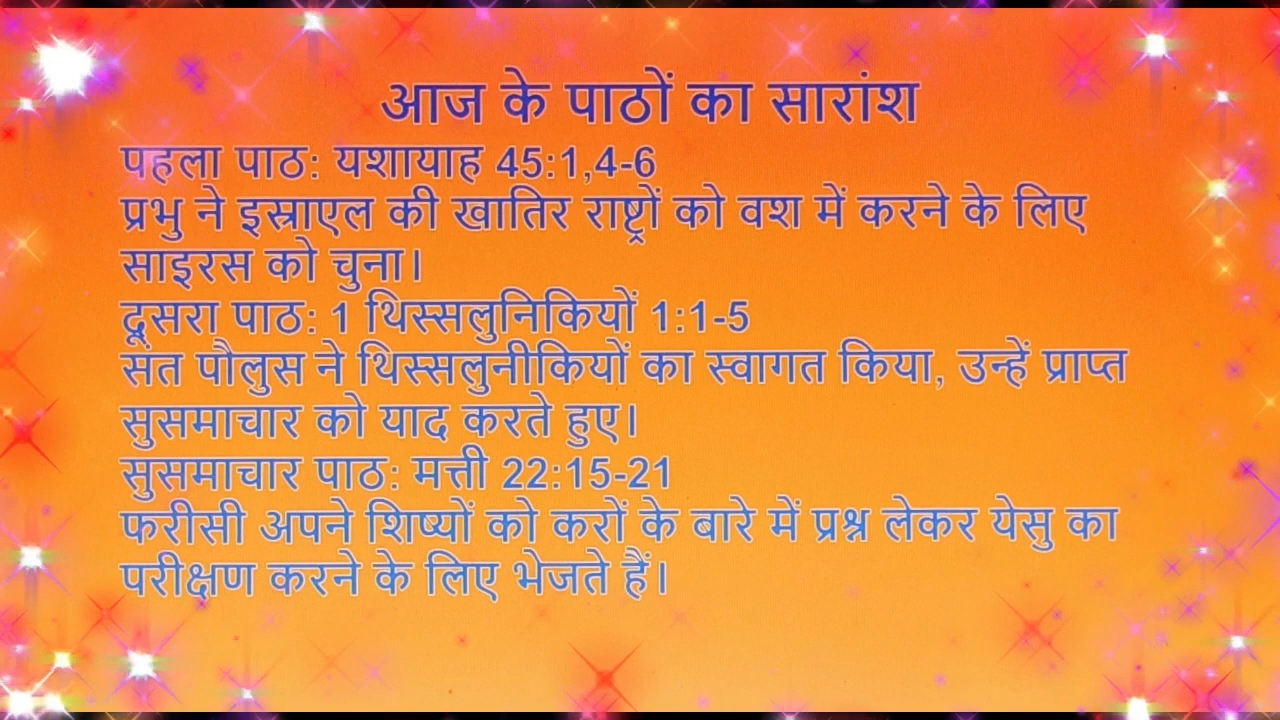 आज के पाठों का सारांश
पहला पाठ: यशायाह 45:1,4-6
प्रभु ने इस्राएल की खातिर राष्ट्रों को वश में करने के लिए
साइरस को चुना।
दूसरा पाठ: 1 थिस्सलुनिकियों 1:1-5
संत पौलुस ने थिस्सलुनीकियों का स्वागत किया, उन्हें प्राप्त
सुसमाचार को याद करते हुए।
सुसमाचार पाठ: मत्ती 22:15-21
फरीसी अपने शिष्यों को करों के बारे में प्रश्न लेकर येसु का
परीक्षण करने के लिए भेजते हैं।